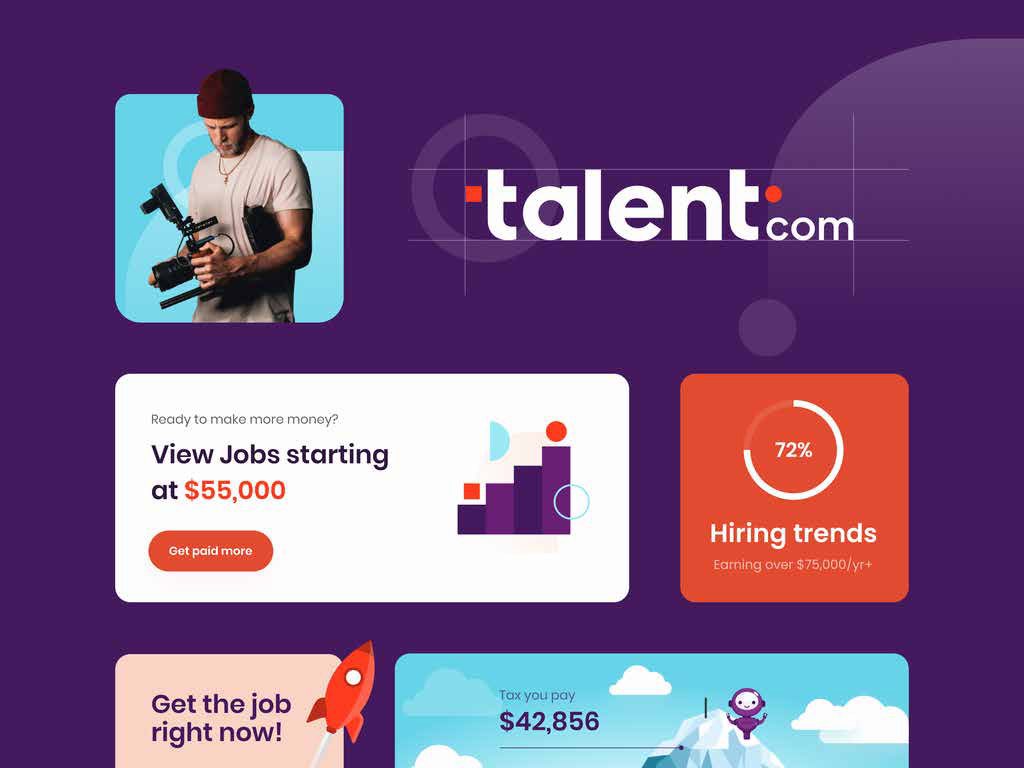 talent.com
Ready to make more money?
View Jobs starting
at $55,000
Get paid more
72%
Hiring trends
Earning over $75,000/yr+
Get the job
right now!
Tax you pay
$42,856